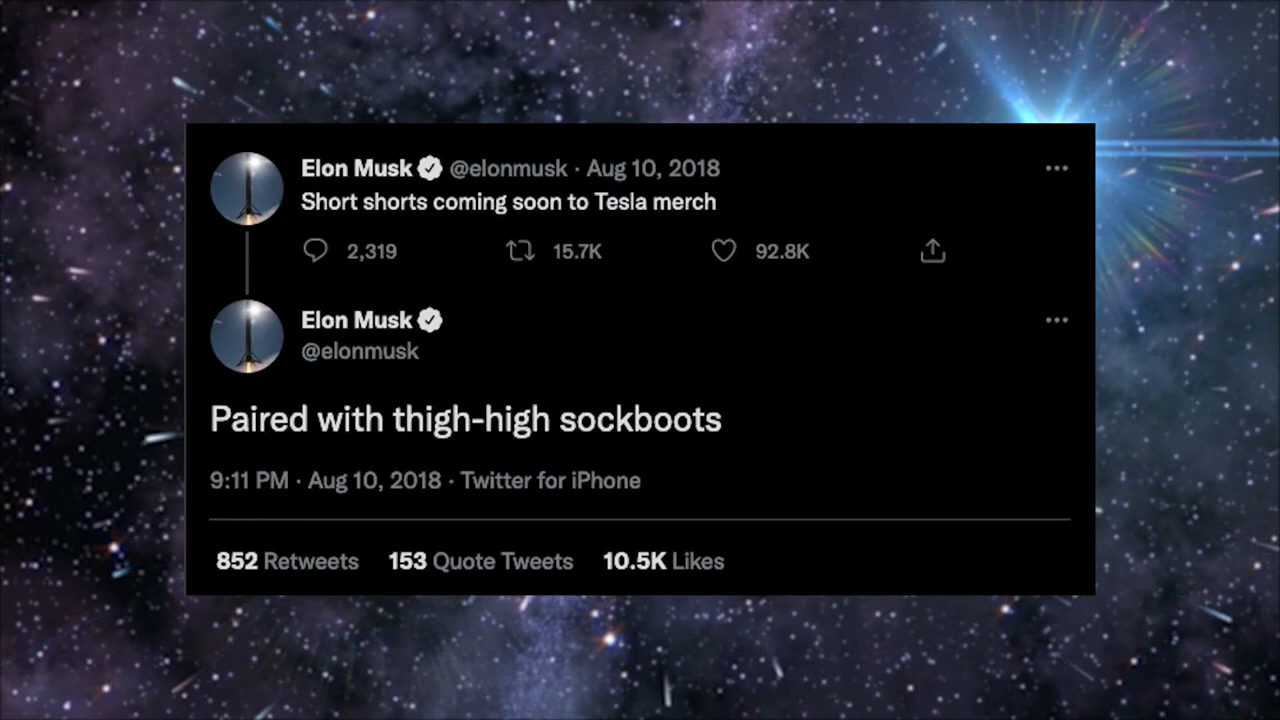 Elon Musk @elonmusk · Aug 10, 2018
Short shorts coming soon to Tesla merch
2,319 15.7K 92.8K
Elon Musk
@elonmusk
Paired with thigh-high sockboots
9:11 PM · Aug 10, 2018 · Twitter for iPhone
852 Retweets 153 Quote Tweets 10.5K Likes